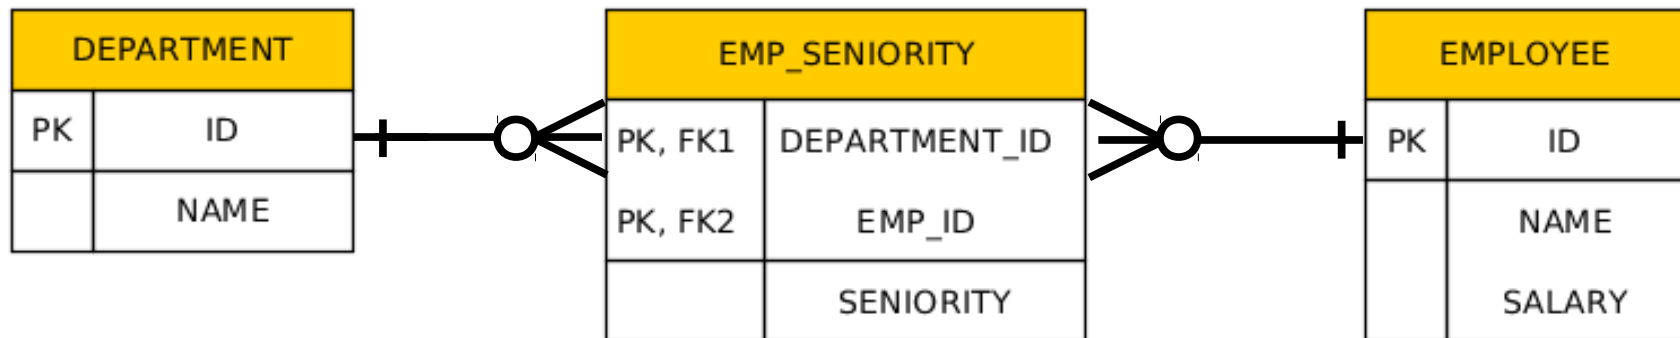 DEPARTMENT
PK ID
NAME
EMP_SENIORITY
PK, FK1 DEPARTMENT_ID
PK, FK2 EMP_ID
SENIORITY
EMPLOYEE
PK ID
NAME
SALARY